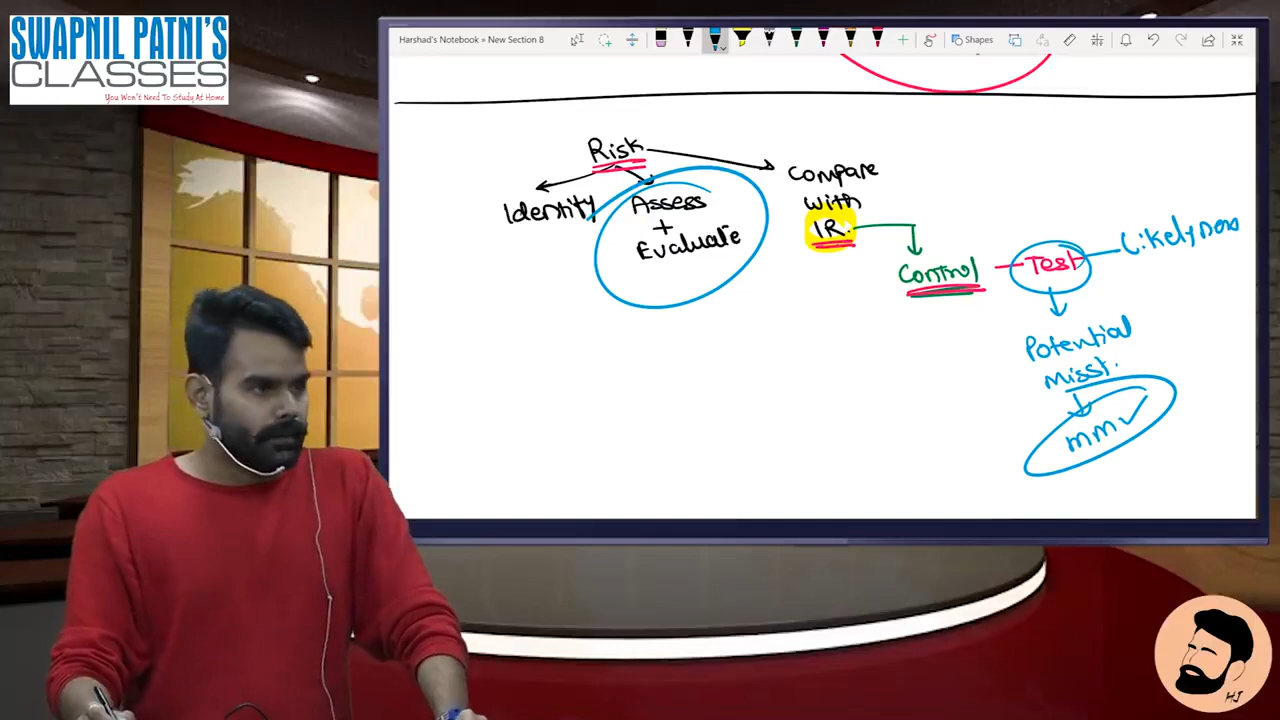 SWAPNIL PATNI'S
CLASSES
You Won't Need To Study At Home
Harshad's Notebook » New Section 8
Shapes
Risk
Identity
Assess
+
Evaluate
Compare
with
IR.
Control
Test
Likelyness
Potential
misst.
MM ✓
HJ